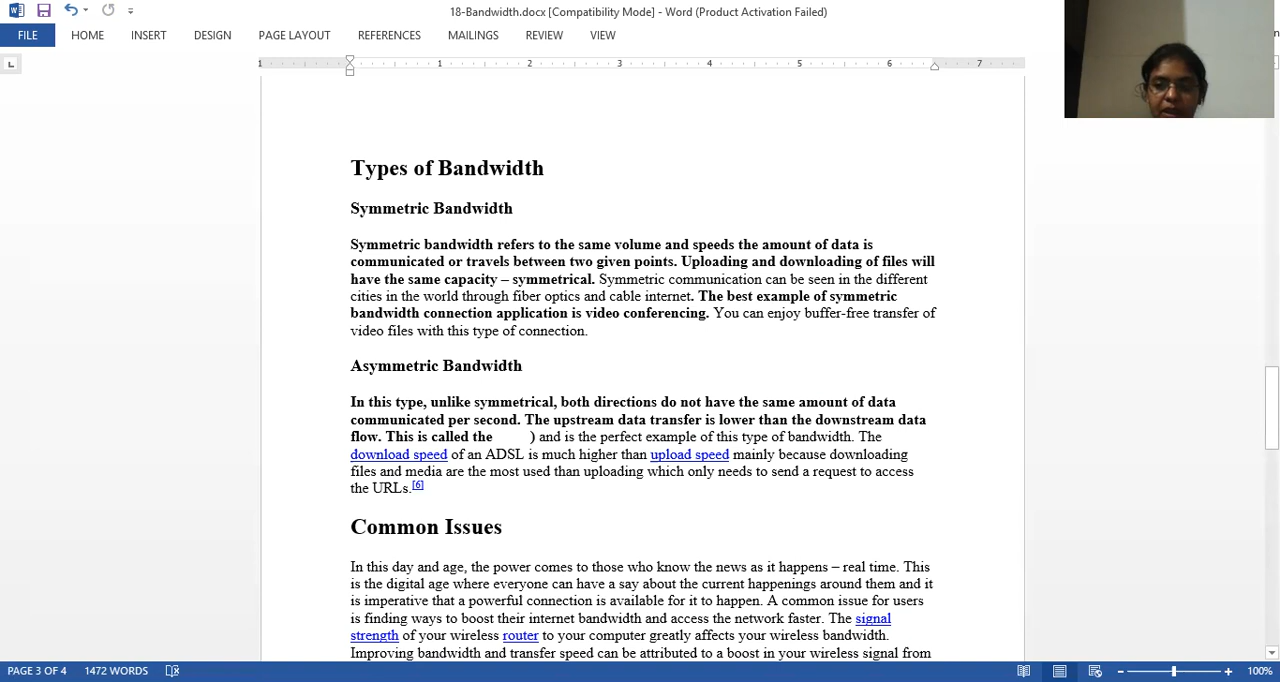 18-Bandwidth.docx [Compatibility Mode] - Word (Product Activation Failed)
FILE HOME INSERT DESIGN PAGE LAYOUT REFERENCES MAILINGS REVIEW VIEW
1 1 2 3 4 5 6 7
Types of Bandwidth
Symmetric Bandwidth
Symmetric bandwidth refers to the same volume and speeds the amount of data is
communicated or travels between two given points. Uploading and downloading of files will
have the same capacity – symmetrical. Symmetric communication can be seen in the different
cities in the world through fiber optics and cable internet. The best example of symmetric
bandwidth connection application is video conferencing. You can enjoy buffer-free transfer of
video files with this type of connection.
Asymmetric Bandwidth
In this type, unlike symmetrical, both directions do not have the same amount of data
communicated per second. The upstream data transfer is lower than the downstream data
flow. This is called the ) and is the perfect example of this type of bandwidth. The
download speed of an ADSL is much higher than upload speed mainly because downloading
files and media are the most used than uploading which only needs to send a request to access
the URLs.[6]
Common Issues
In this day and age, the power comes to those who know the news as it happens – real time. This
is the digital age where everyone can have a say about the current happenings around them and it
is imperative that a powerful connection is available for it to happen. A common issue for users
is finding ways to boost their internet bandwidth and access the network faster. The signal
strength of your wireless router to your computer greatly affects your wireless bandwidth.
Improving bandwidth and transfer speed can be attributed to a boost in your wireless signal from
PAGE 3 OF 4 1472 WORDS 100%